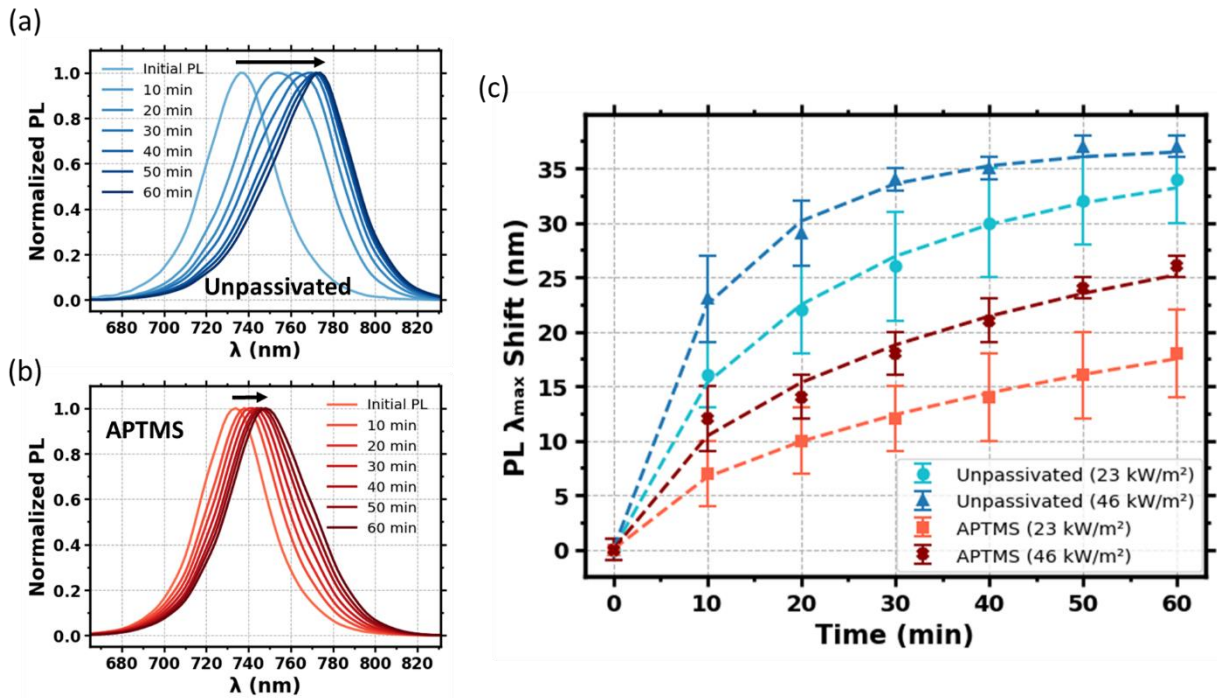 (a)
Normalized PL
1.0
0.8
0.6
0.4
0.2
0.0
Initial PL
10 min
20 min
30 min
40 min
50 min
60 min
Unpassivated
680 700 720 740 760 780 800 820
λ (nm)
(b)
Normalized PL
1.0
0.8
0.6
0.4
0.2
0.0
APTMS
Initial PL
10 min
20 min
30 min
40 min
50 min
60 min
680 700 720 740 760 780 800 820
λ (nm)
(c)
PL λmax Shift (nm)
35
30
25
20
15
10
5
0
Unpassivated (23 kW/m²)
Unpassivated (46 kW/m²)
APTMS (23 kW/m²)
APTMS (46 kW/m²)
0 10 20 30 40 50 60
Time (min)